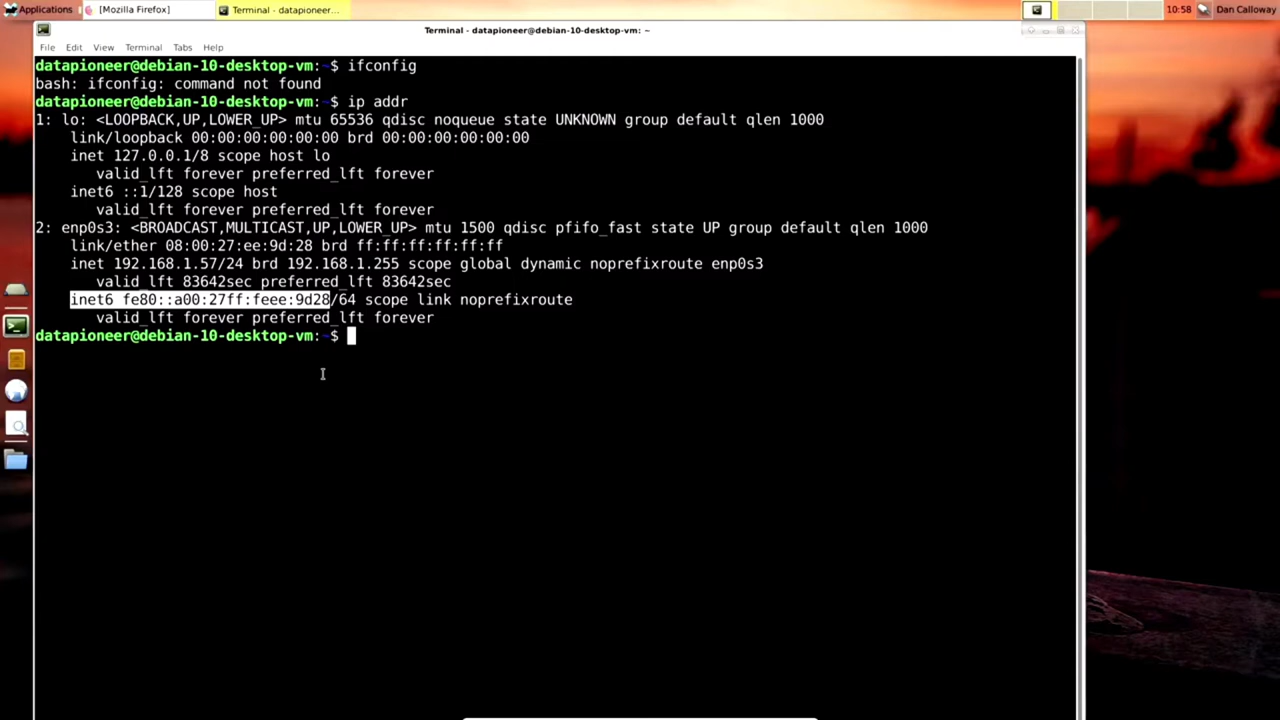 Applications
[Mozilla Firefox]
Terminal - datapioneer...
10:58
Dan Calloway
Terminal - datapioneer@debian-10-desktop-vm: ~
File Edit View Terminal Tabs Help
datapioneer@debian-10-desktop-vm:~$ ifconfig
bash: ifconfig: command not found
datapioneer@debian-10-desktop-vm:~$ ip addr
1: lo: <LOOPBACK,UP,LOWER_UP> mtu 65536 qdisc noqueue state UNKNOWN group default qlen 1000
    link/loopback 00:00:00:00:00:00 brd 00:00:00:00:00:00
    inet 127.0.0.1/8 scope host lo
       valid_lft forever preferred_lft forever
    inet6 ::1/128 scope host
       valid_lft forever preferred_lft forever
2: enp0s3: <BROADCAST,MULTICAST,UP,LOWER_UP> mtu 1500 qdisc pfifo_fast state UP group default qlen 1000
    link/ether 08:00:27:ee:9d:28 brd ff:ff:ff:ff:ff:ff
    inet 192.168.1.57/24 brd 192.168.1.255 scope global dynamic noprefixroute enp0s3
       valid_lft 83642sec preferred_lft 83642sec
    inet6 fe80::a00:27ff:feee:9d28/64 scope link noprefixroute
       valid_lft forever preferred_lft forever
datapioneer@debian-10-desktop-vm:~$